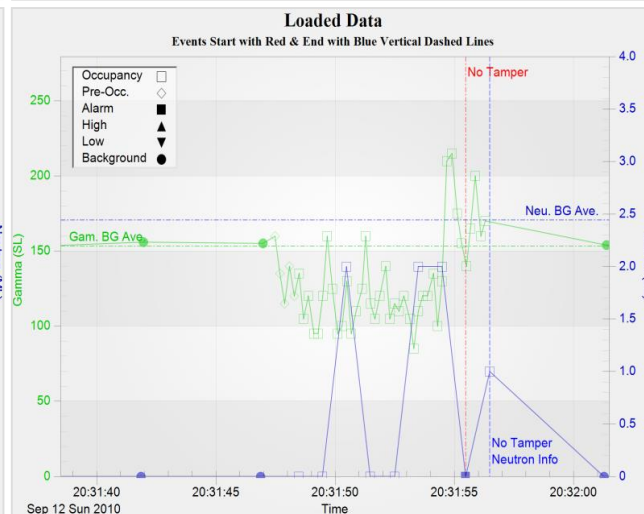 Loaded Data
Events Start with Red & End with Blue Vertical Dashed Lines
Occupancy
Pre-Occ.
Alarm
High
Low
Background
No Tamper
Neu. BG Ave.
Gam. BG Ave.
No Tamper
Neutron Info
Gamma (SL)
250
200
150
100
50
0
4.0
3.5
3.0
2.5
2.0
1.5
1.0
0.5
0
20:31:40
20:31:45
20:31:50
20:31:55
20:32:00
Sep 12 Sun 2010
Time